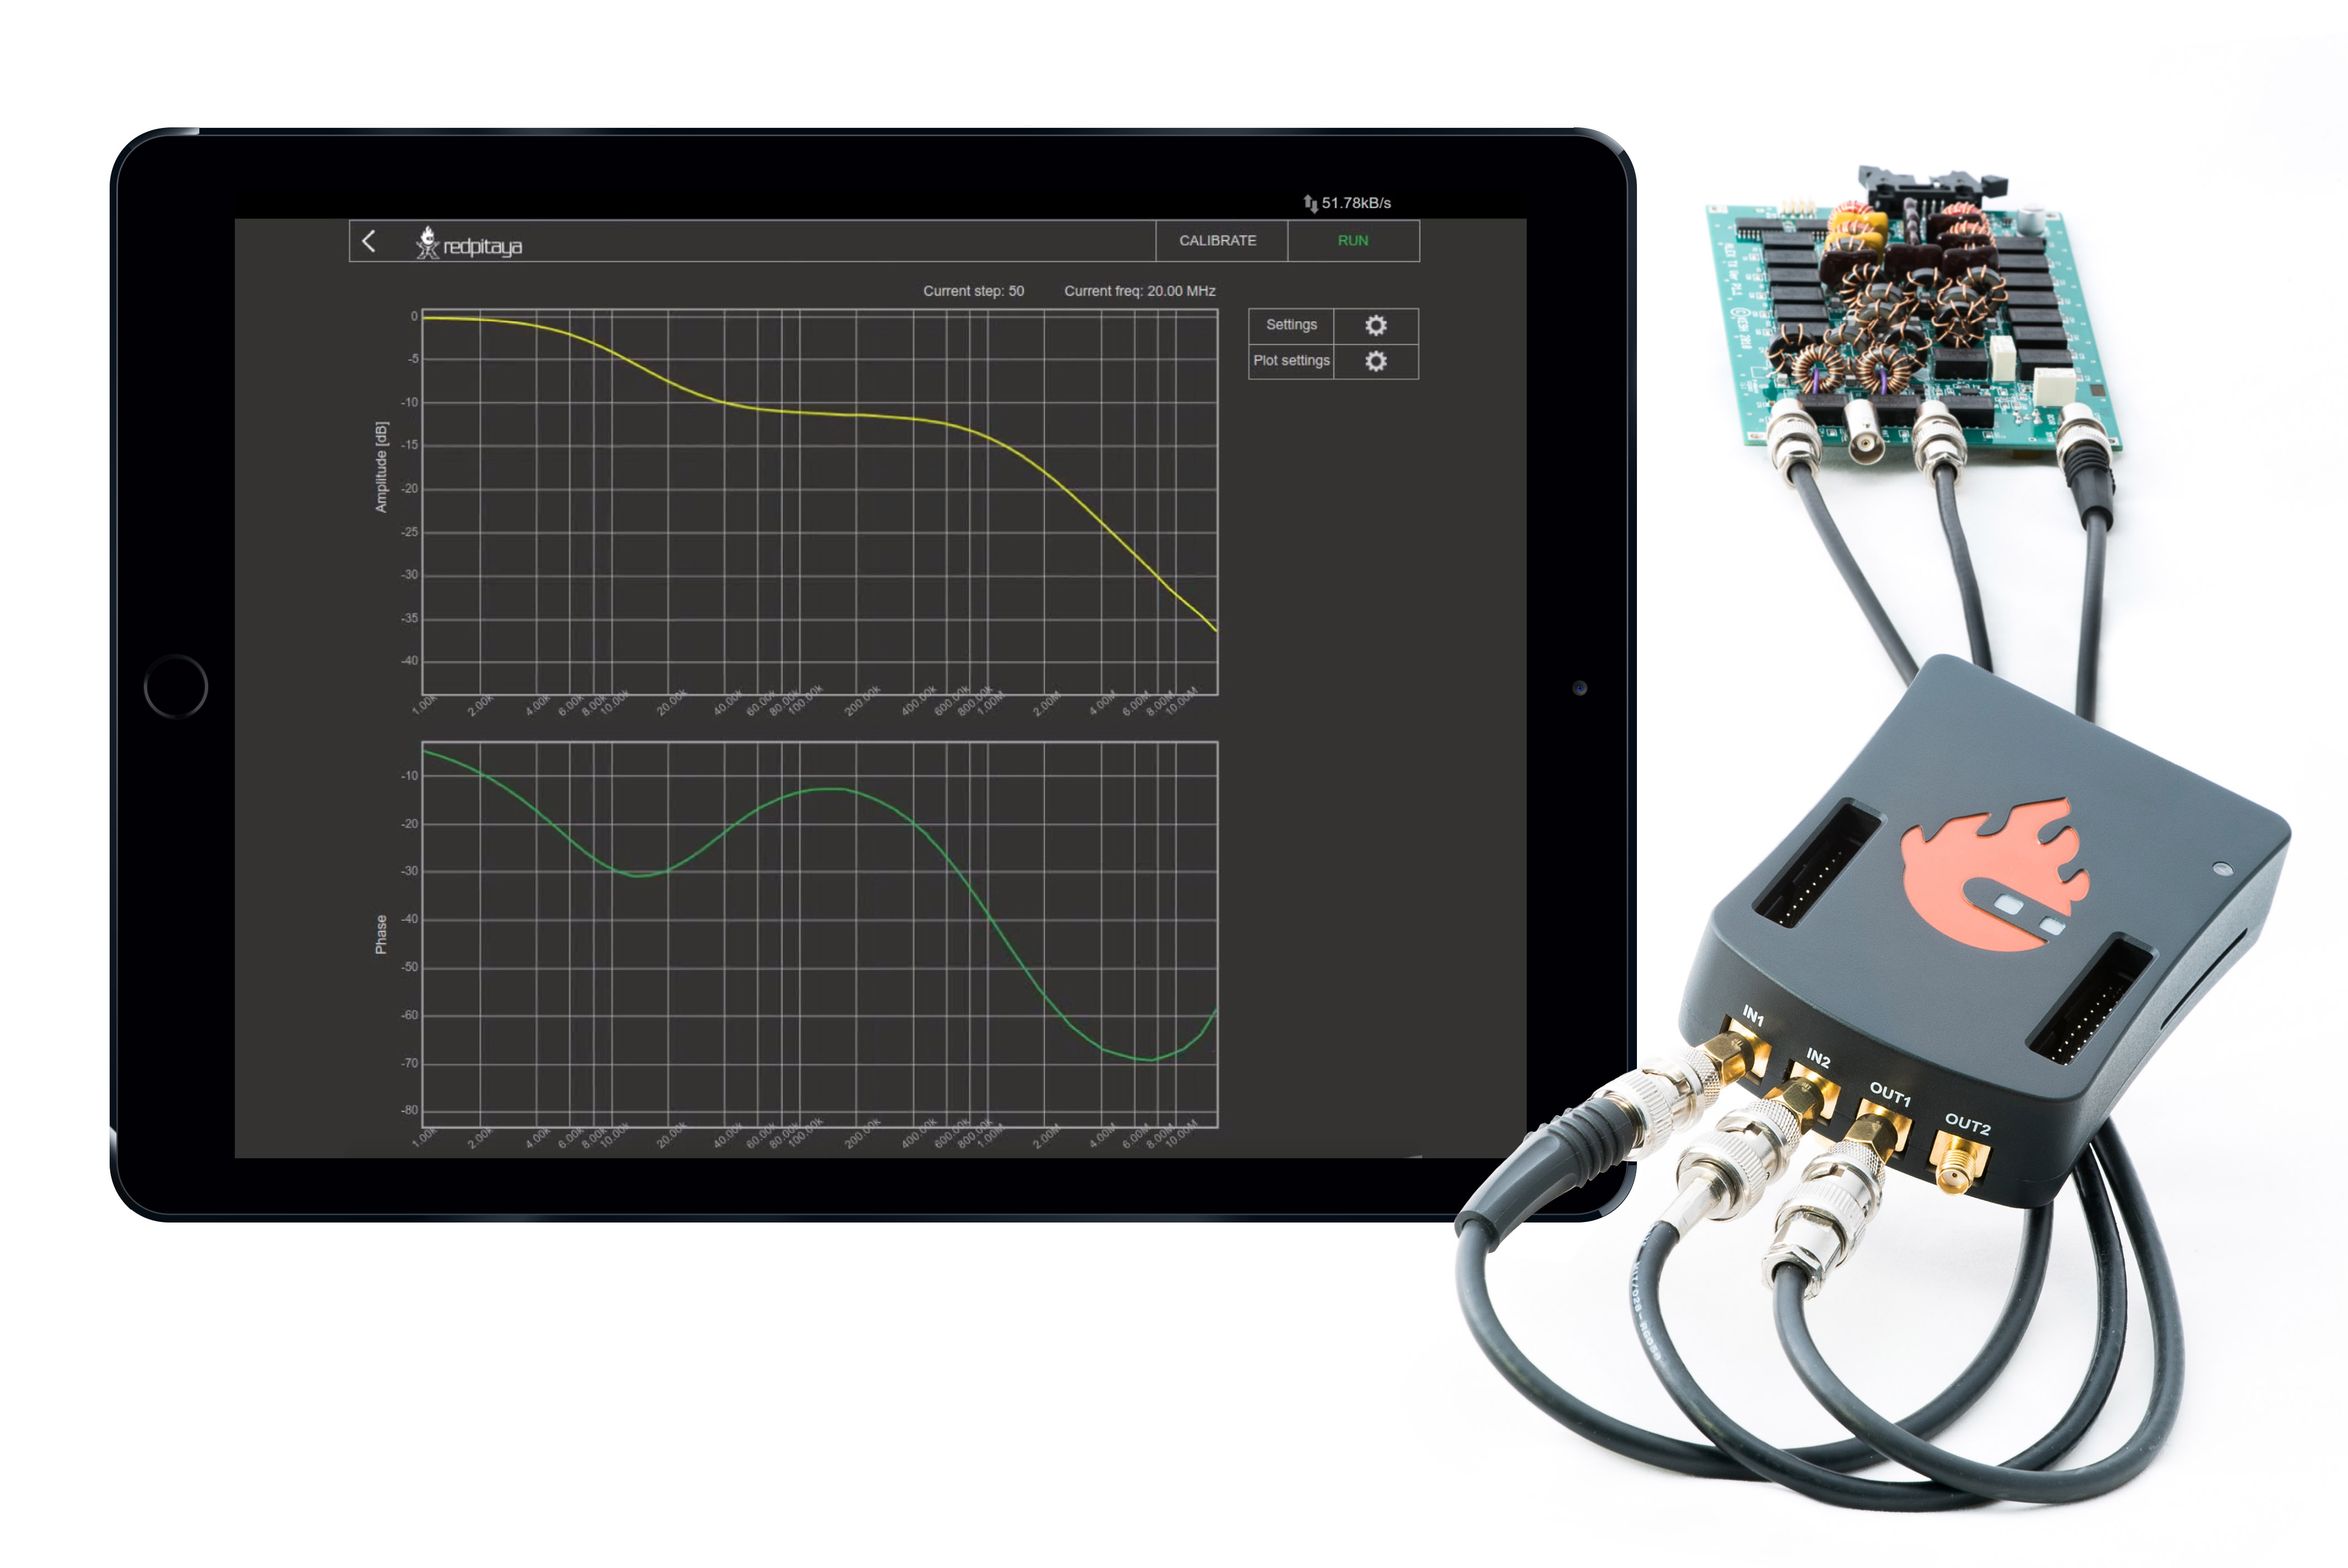 51.78kB/s
redpitaya
CALIBRATE
RUN
Current step: 50 Current freq: 20.00 MHz
Settings
Plot settings
Amplitude [dB]
0
-5
-10
-15
-20
-25
-30
-35
-40
1.00k 2.00k 4.00k 6.00k 8.00k 10.00k 20.00k 40.00k 60.00k 80.00k 100.00k 200.00k 400.00k 600.00k 800.00k 1.00M 2.00M 4.00M 6.00M 8.00M 10.00M
Phase
-10
-20
-30
-40
-50
-60
-70
-80
1.00k 2.00k 4.00k 6.00k 8.00k 10.00k 20.00k 40.00k 60.00k 80.00k 100.00k 200.00k 400.00k 600.00k 800.00k 1.00M 2.00M 4.00M 6.00M 8.00M 10.00M
IN1
IN2
OUT1
OUT2